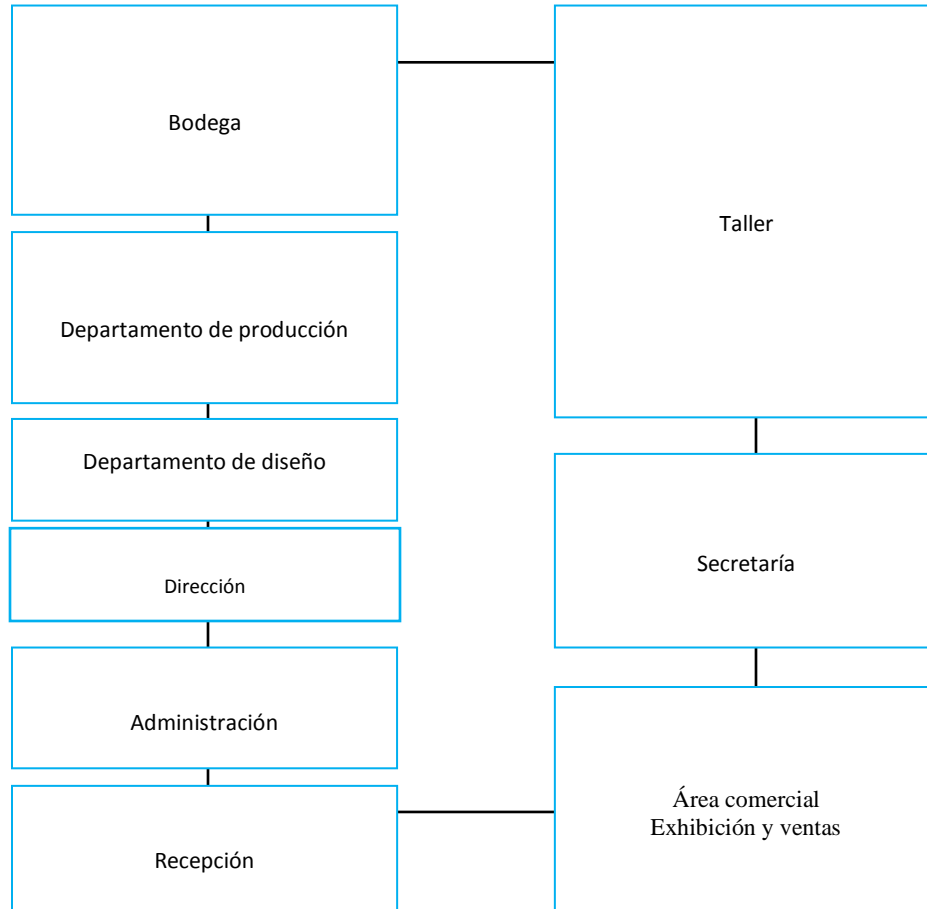 Bodega
Taller
Departamento de producción
Departamento de diseño
Secretaría
Dirección
Administración
Área comercial
Exhibición y ventas
Recepción